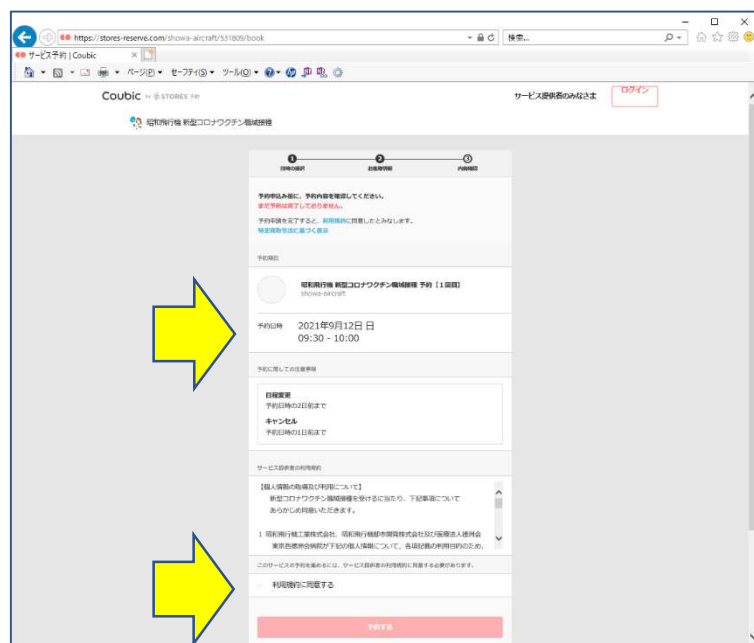 https://stores-reserve.com/showa-aircraft/531809/book
検索...
サービス予約 | Coubic
ページ(P) セーフティ(S) ツール(O)
Coubic by STORES 予約
サービス提供者のみなさま
ログイン
昭和飛行機 新型コロナワクチン職域接種
1 2 3
日時の選択 お客様情報 内容確認
予約申込み前に、予約内容を確認してください。
まだ予約は完了しておりません。
予約申請を完了すると、利用規約に同意したとみなします。
特定商取引法に基づく表示
予約項目
昭和飛行機 新型コロナワクチン職域接種 予約【1回目】
showa-aircraft
予約日時
2021年9月12日 日
09:30 - 10:00
予約に関しての注意事項
日程変更
予約日時の2日前まで
キャンセル
予約日時の1日前まで
サービス提供者の利用規約
【個人情報の取得及び利用について】
新型コロナワクチン職域接種を受けるに当たり、下記事項について
あらかじめ同意いただきます。
1 昭和飛行機工業株式会社、昭和飛行機都市開発株式会社及び医療法人徳洲会
東京西徳洲会病院が下記の個人情報について、各項記載の利用目的のため、
このサービスの予約を進めるには、サービス提供者の利用規約に同意する必要があります。
利用規約に同意する
予約する